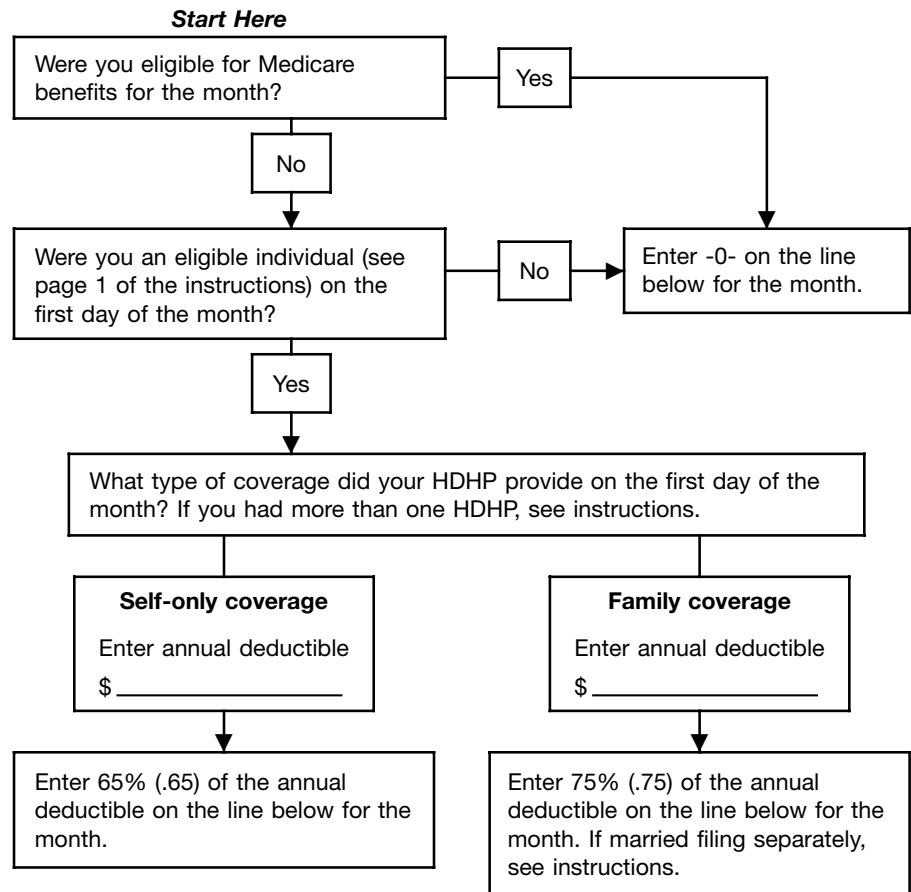 Start Here
Were you eligible for Medicare
benefits for the month?
Yes
No
Were you an eligible individual (see
page 1 of the instructions) on the
first day of the month?
No
Enter -0- on the line
below for the month.
Yes
What type of coverage did your HDHP provide on the first day of the
month? If you had more than one HDHP, see instructions.
Self-only coverage
Enter annual deductible
$
Family coverage
Enter annual deductible
$
Enter 65% (.65) of the annual
deductible on the line below for the
month.
Enter 75% (.75) of the annual
deductible on the line below for the
month. If married filing separately,
see instructions.